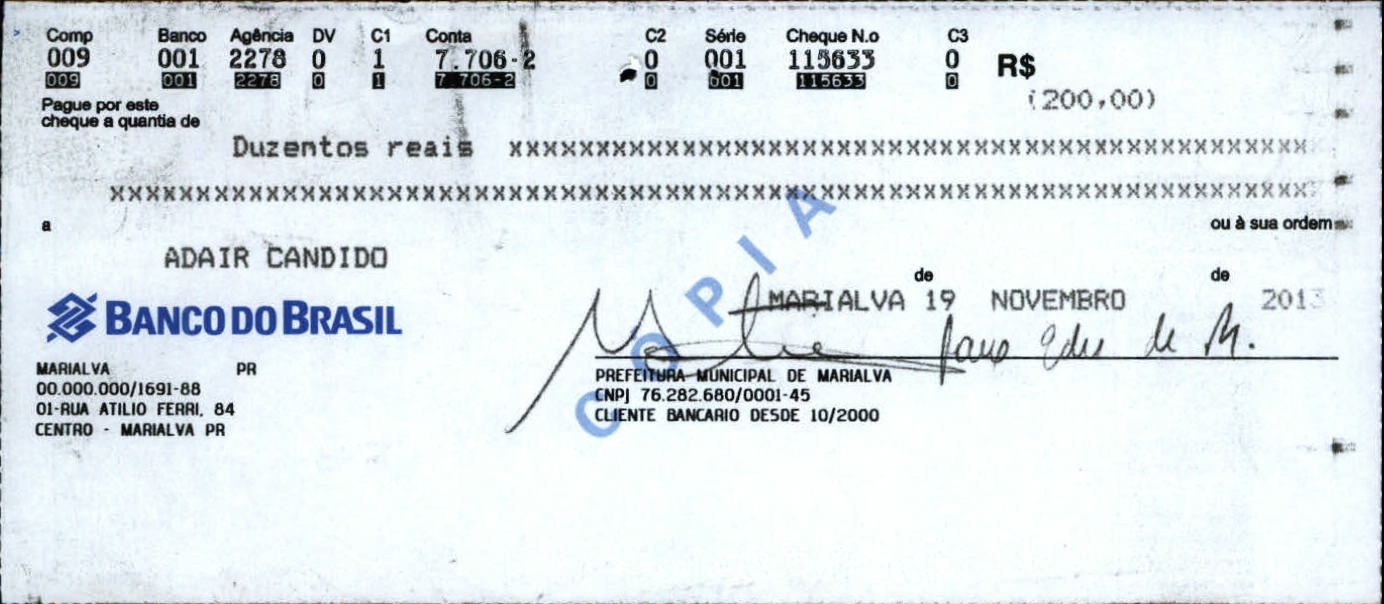 Comp Banco Agência DV C1 Conta C2 Série Cheque N.o C3
009 001 2278 0 1 7.706-2 0 001 115633 0 R$
009 001 2278 0 1 7 706-2 0 001 115633 0
(200,00)
Pague por este
cheque a quantia de
Duzentos reais xxxxxxxxxxxxxxxxxxxxxxxxxxxxxxxxxxxxxxxxxxxxxxxxxxxxxxx
xxxxxxxxxxxxxxxxxxxxxxxxxxxxxxxxxxxxxxxxxxxxxxxxxxxxxxxxxxxxxxxxxxxxxxxxxxxxxxxxxx
a ou à sua ordem
ADAIR CANDIDO
COPIA
de de
MARIALVA 19 NOVEMBRO 2013
BANCO DO BRASIL
MARIALVA PR
00.000.000/1691-88
01-RUA ATILIO FERRI, 84
CENTRO - MARIALVA PR
PREFEITURA MUNICIPAL DE MARIALVA
CNPJ 76.282.680/0001-45
CLIENTE BANCARIO DESDE 10/2000